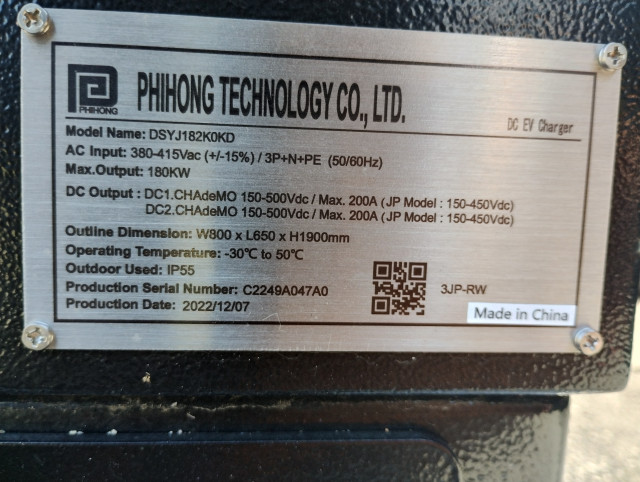 PHIHONG
PHIHONG TECHNOLOGY CO., LTD.
DC EV Charger
Model Name: DSYJ182K0KD
AC Input: 380-415Vac (+/-15%) / 3P+N+PE (50/60Hz)
Max.Output: 180KW
DC Output : DC1.CHAdeMO 150-500Vdc / Max. 200A ( JP Model : 150-450Vdc)
DC2.CHAdeMO 150-500Vdc / Max. 200A ( JP Model : 150-450Vdc)
Outline Dimension: W800 x L650 x H1900mm
Operating Temperature: -30℃ to 50℃
Outdoor Used: IP55
Production Serial Number: C2249A047A0
3JP-RW
Production Date: 2022/12/07
Made in China